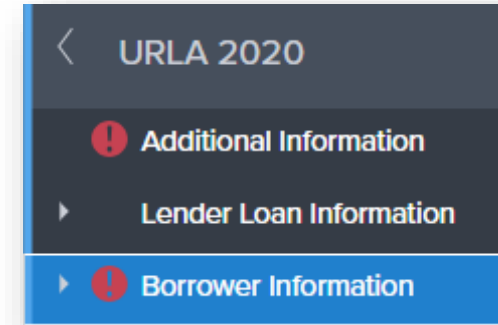 URLA 2020
Additional Information
Lender Loan Information
Borrower Information